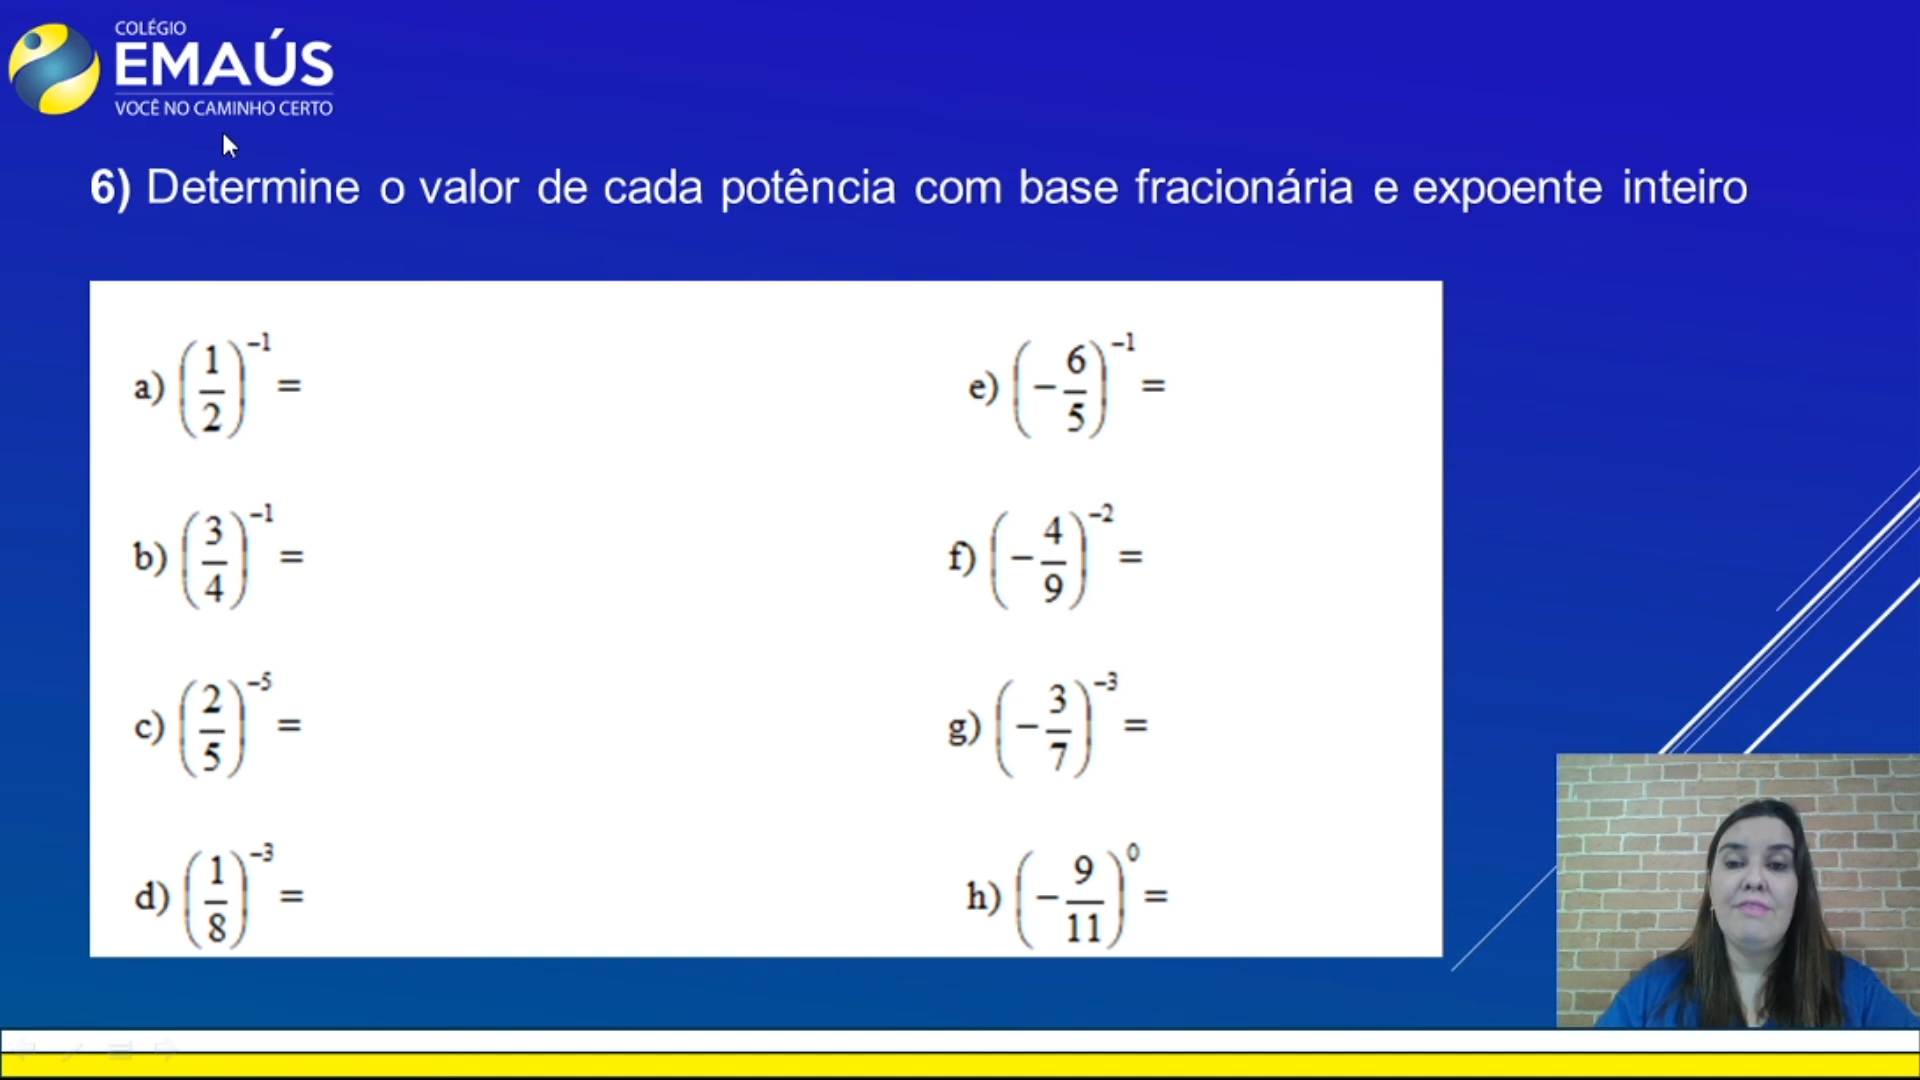 COLÉGIO
EMAÚS
VOCÊ NO CAMINHO CERTO
6) Determine o valor de cada potência com base fracionária e expoente inteiro
a) (1/2)⁻¹ =
b) (3/4)⁻¹ =
c) (2/5)⁻⁵ =
d) (1/8)⁻³ =
e) (−6/5)⁻¹ =
f) (−4/9)⁻² =
g) (−3/7)⁻³ =
h) (−9/11)⁰ =